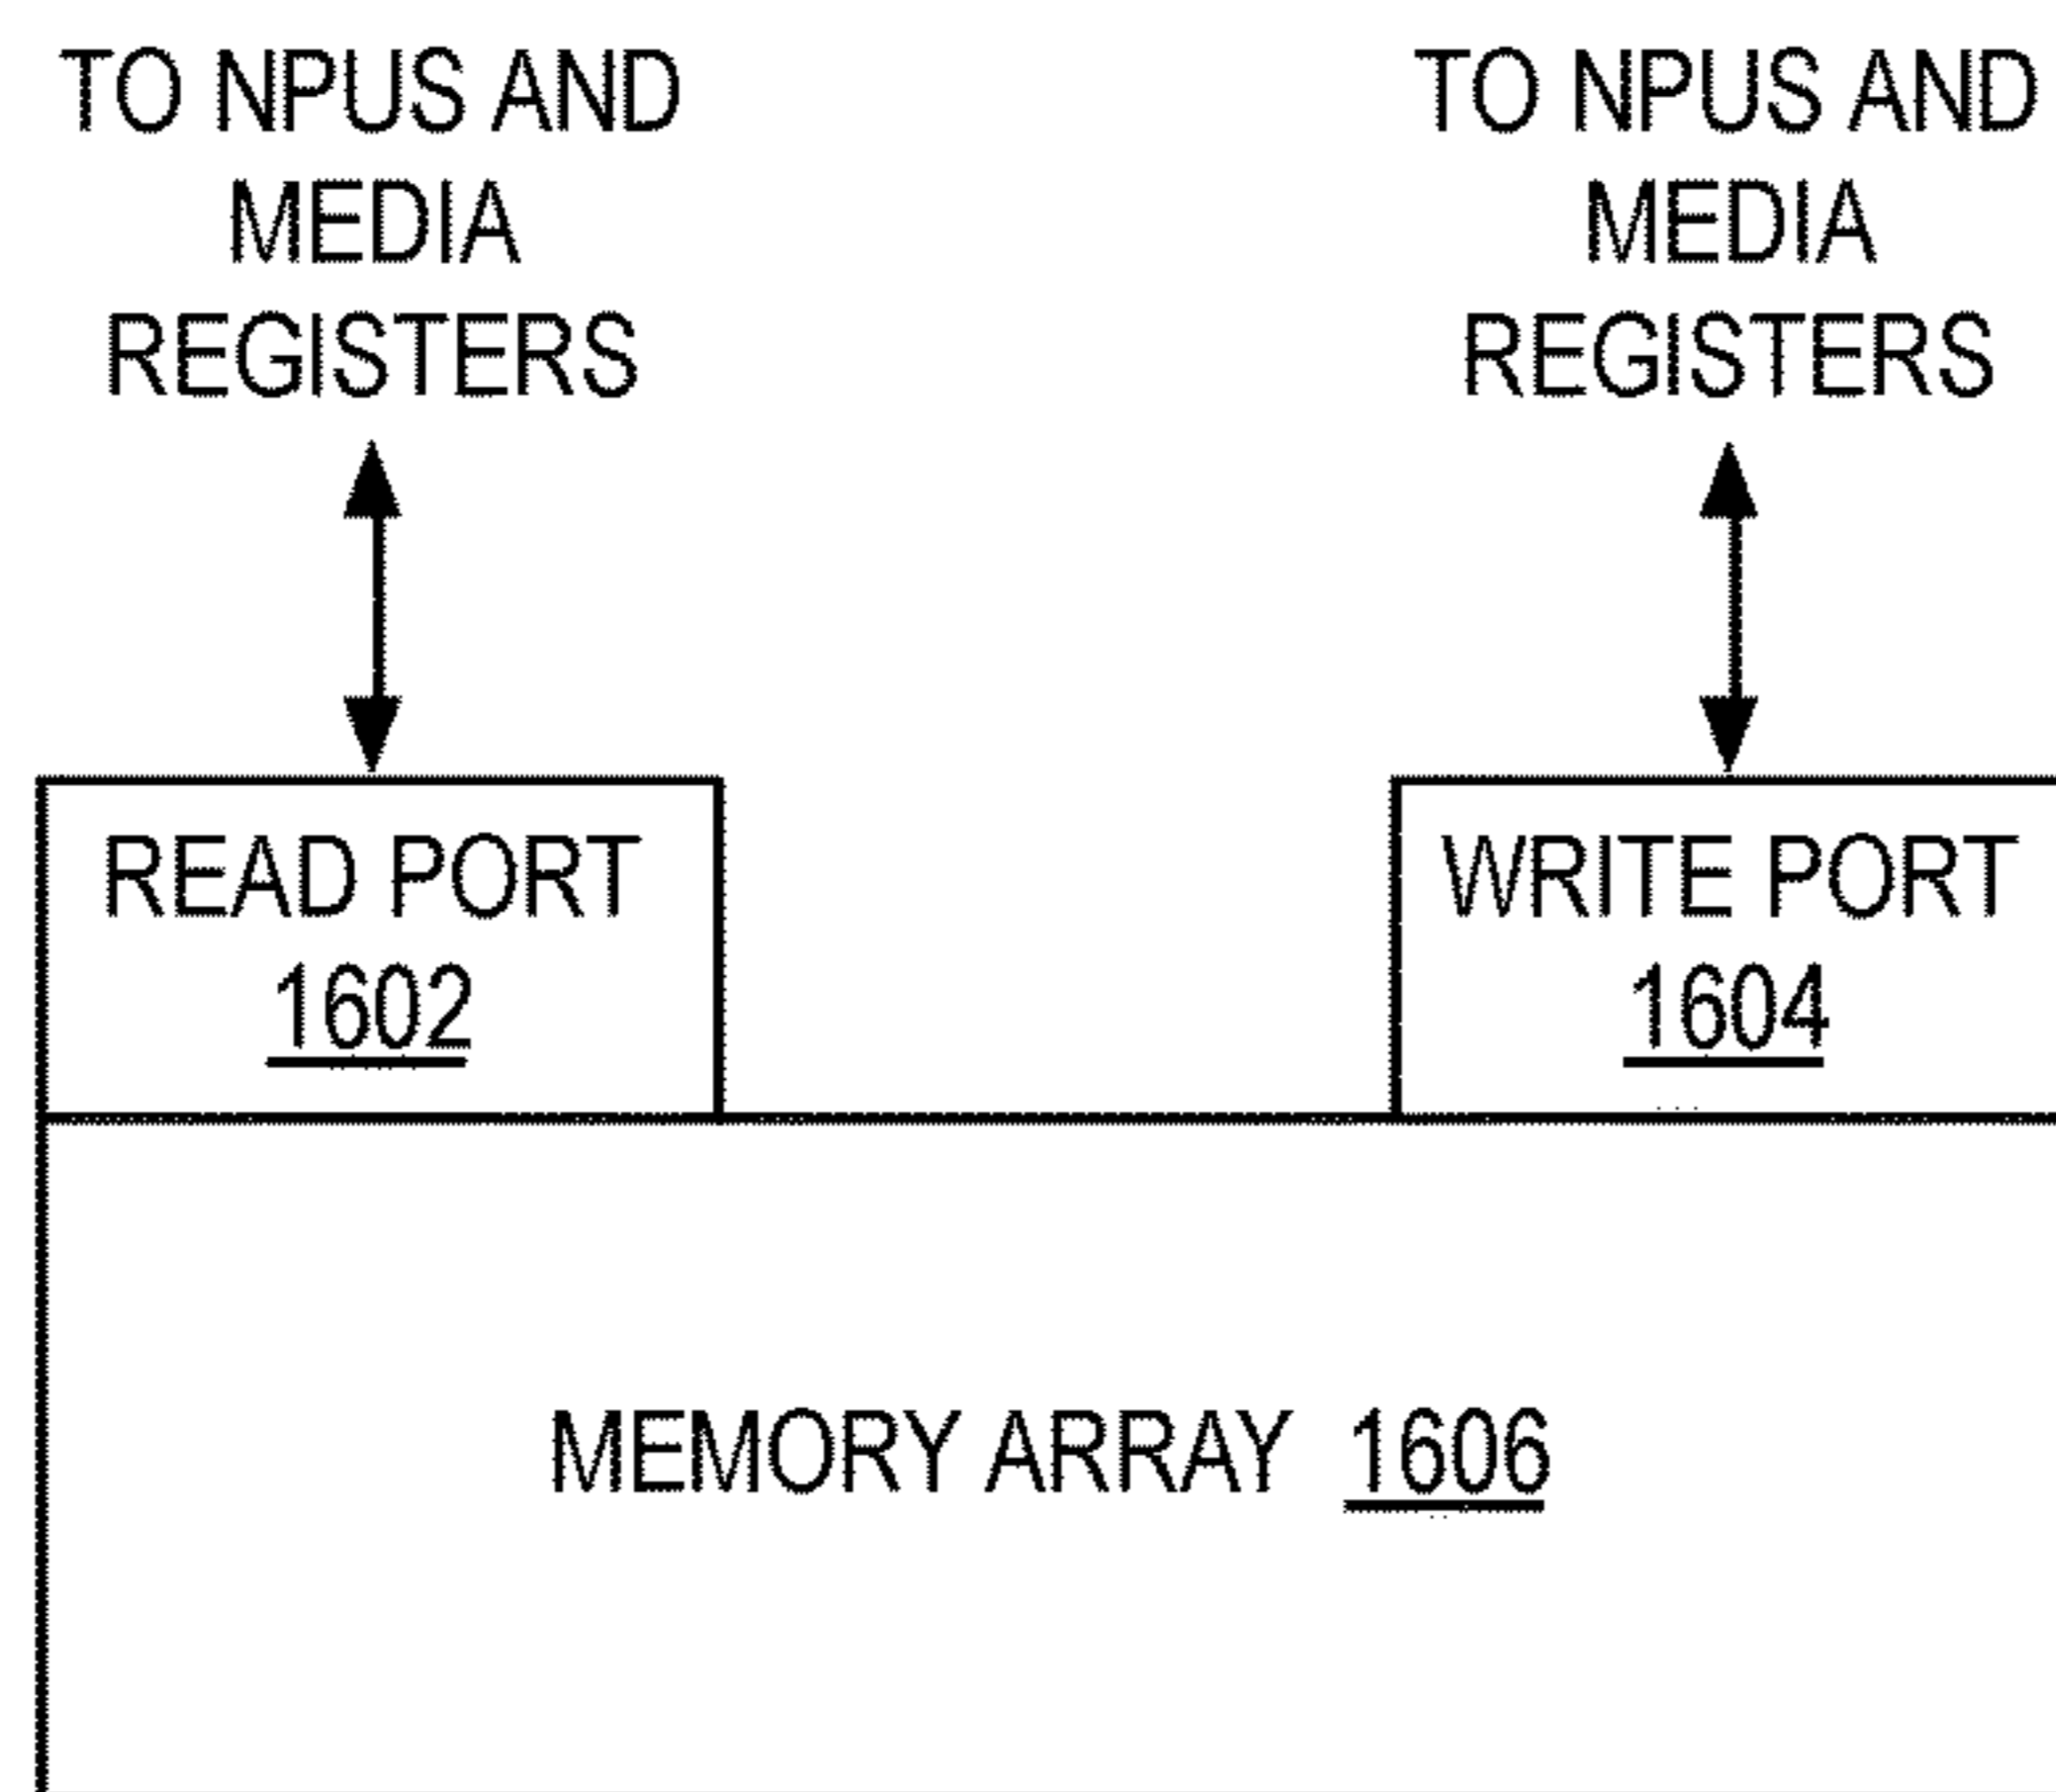 TO NPUS AND
MEDIA
REGISTERS
TO NPUS AND
MEDIA
REGISTERS
READ PORT
1602
WRITE PORT
1604
MEMORY ARRAY 1606